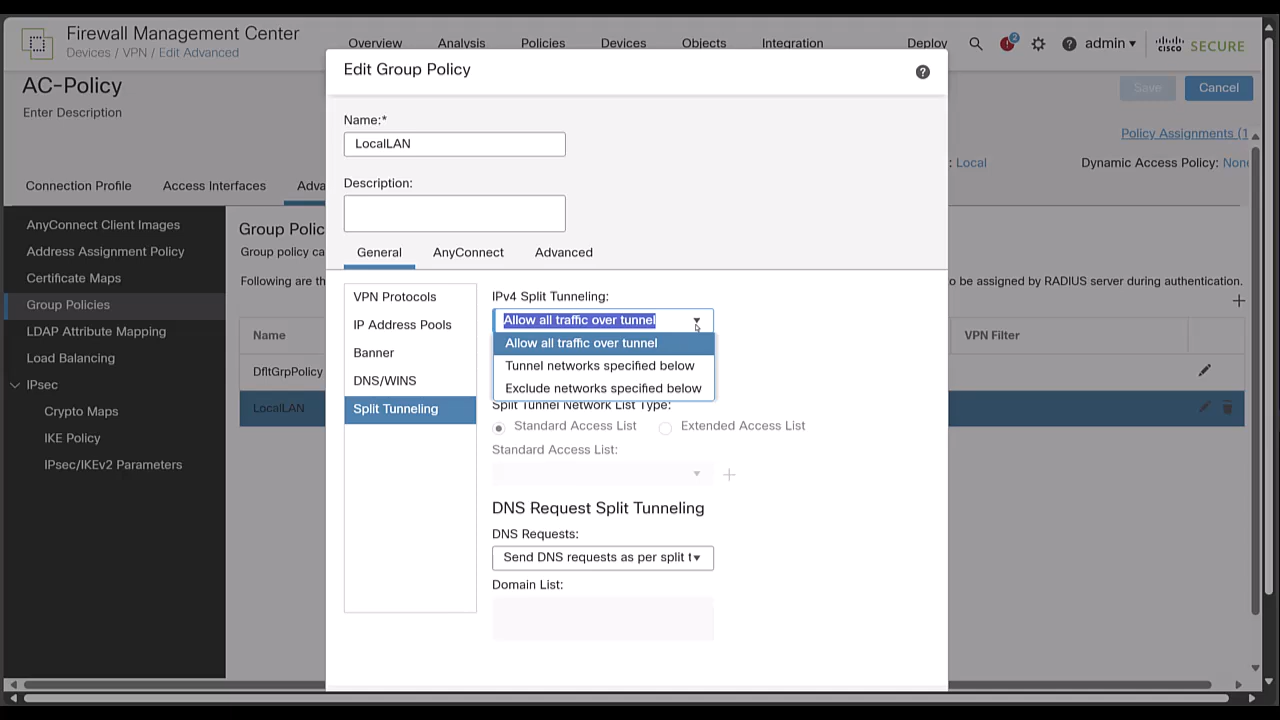 Firewall Management Center
Devices / VPN / Edit Advanced
Overview
Analysis
Policies
Devices
Objects
Integration
Deploy
2
admin
cisco SECURE
AC-Policy
Enter Description
Save
Cancel
Policy Assignments (1
: Local
Dynamic Access Policy: None
Connection Profile
Access Interfaces
Adva
AnyConnect Client Images
Address Assignment Policy
Certificate Maps
Group Policies
LDAP Attribute Mapping
Load Balancing
IPsec
Crypto Maps
IKE Policy
IPsec/IKEv2 Parameters
Group Polic
Group policy ca
Following are th
to be assigned by RADIUS server during authentication.
Name
VPN Filter
DfltGrpPolicy
LocalLAN
Edit Group Policy
Name:*
LocalLAN
Description:
General
AnyConnect
Advanced
VPN Protocols
IP Address Pools
Banner
DNS/WINS
Split Tunneling
IPv4 Split Tunneling:
Allow all traffic over tunnel
Allow all traffic over tunnel
Tunnel networks specified below
Exclude networks specified below
Split Tunnel Network List Type:
Standard Access List
Extended Access List
Standard Access List:
DNS Request Split Tunneling
DNS Requests:
Send DNS requests as per split t
Domain List: